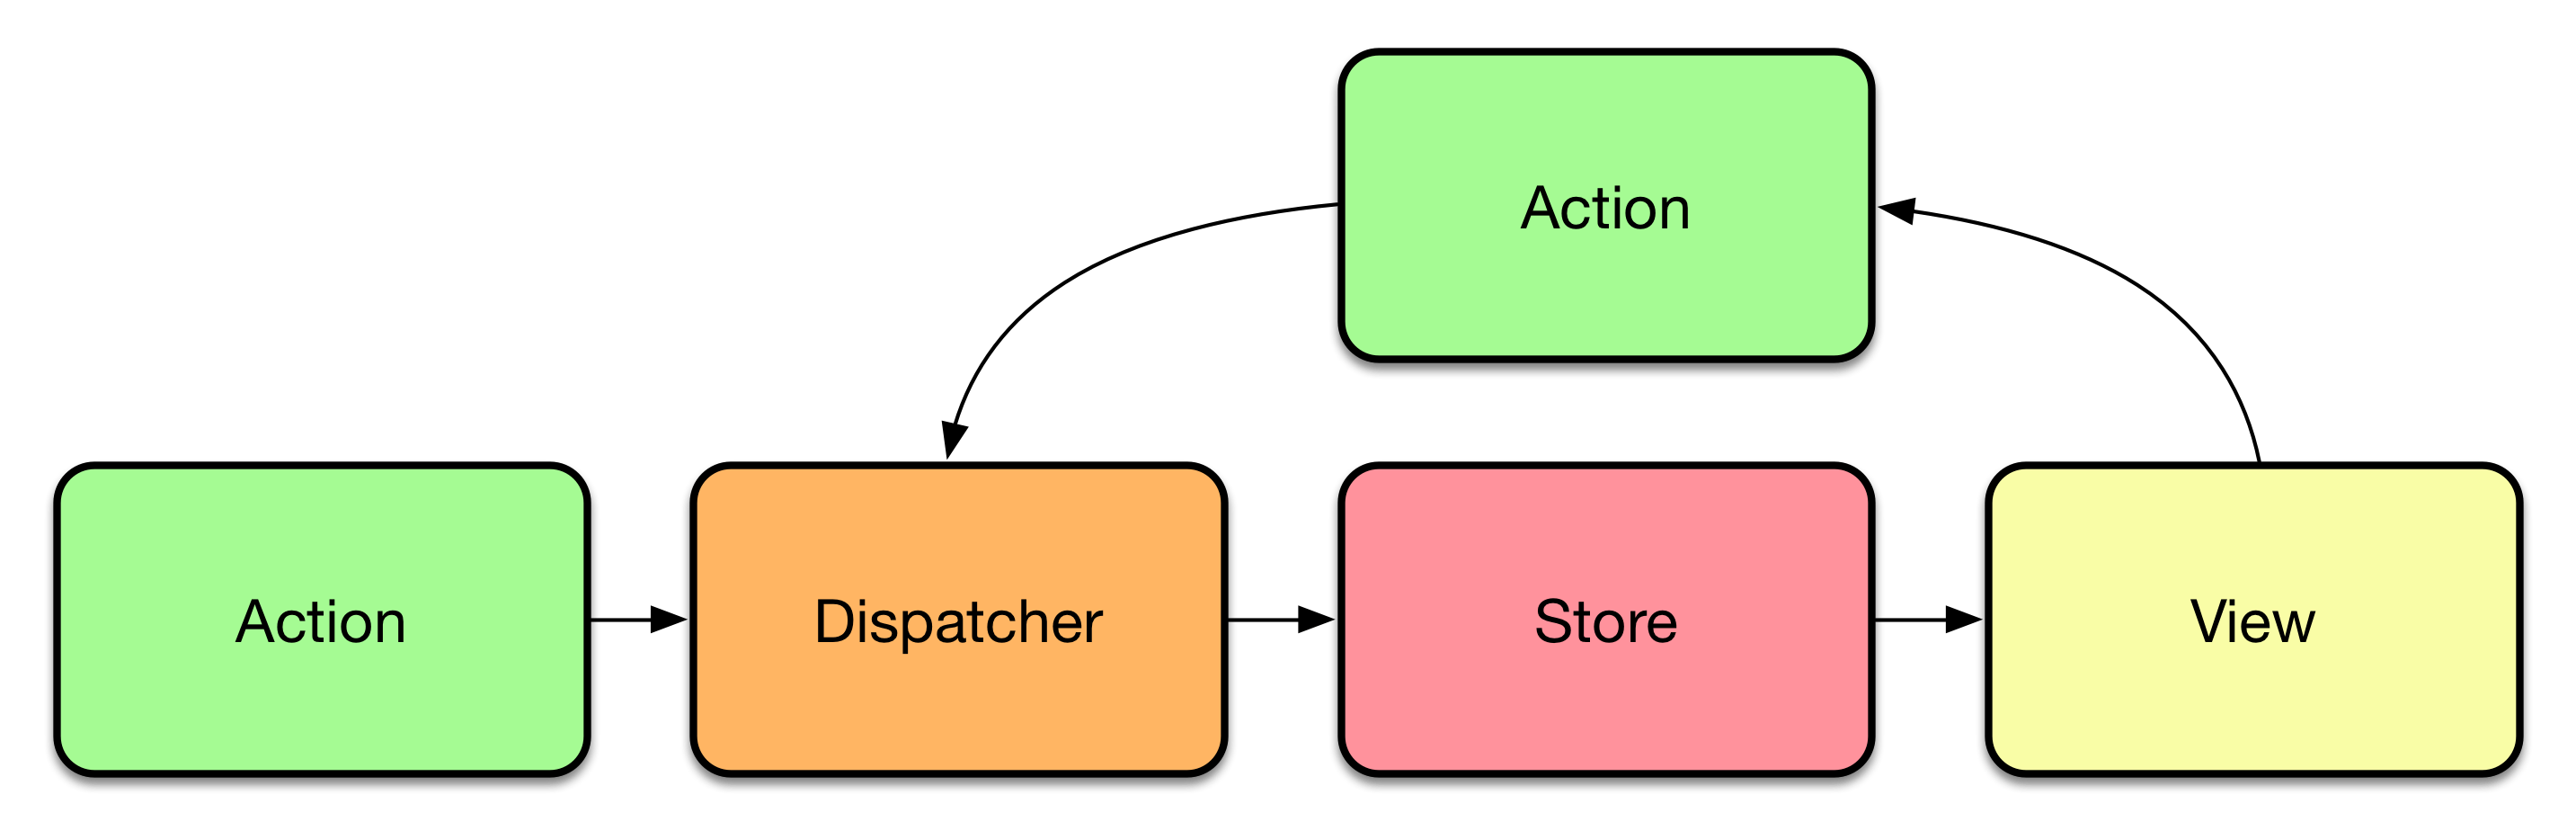 Action
Action
Dispatcher
Store
View